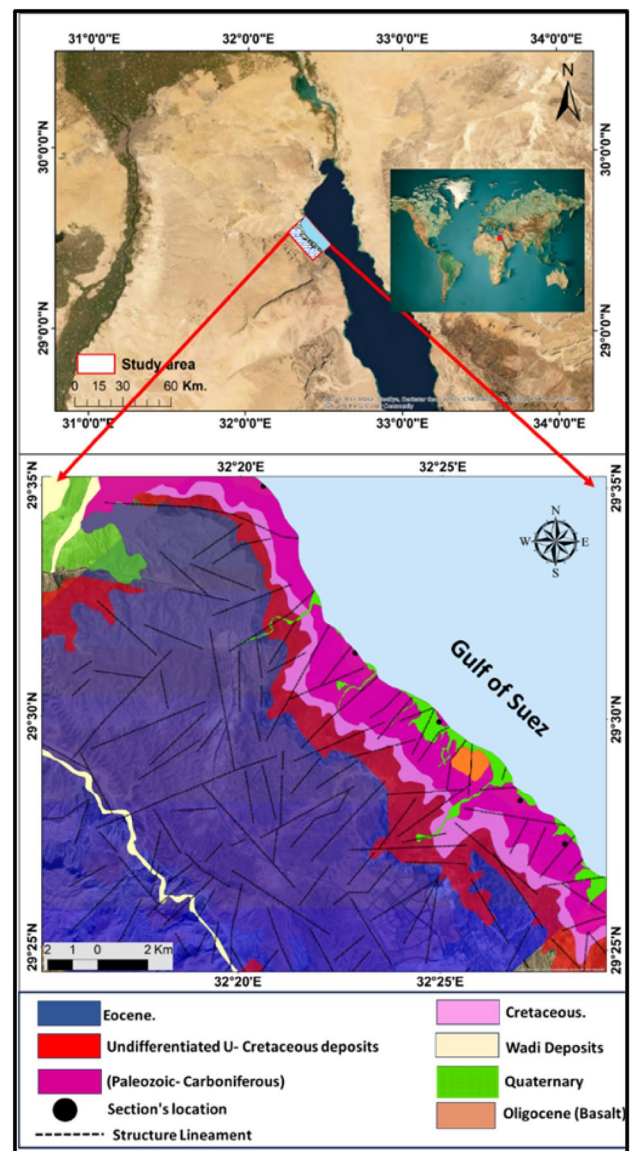 31°0'0"E 32°0'0"E 33°0'0"E 34°0'0"E
30°0'0"N
30°0'0"N
N
29°0'0"N
29°0'0"N
Study area
0 15 30 60 Km.
31°0'0"E 32°0'0"E 33°0'0"E 34°0'0"E
32°20'E 32°25'E
29°35'N
29°35'N
N
W E
S
Gulf of Suez
29°30'N
29°30'N
29°25'N
29°25'N
2 1 0 2 Km
32°20'E 32°25'E
Eocene.
Undifferentiated U- Cretaceous deposits
(Paleozoic- Carboniferous)
Section's location
Structure Lineament
Cretaceous.
Wadi Deposits
Quaternary
Oligocene (Basalt)